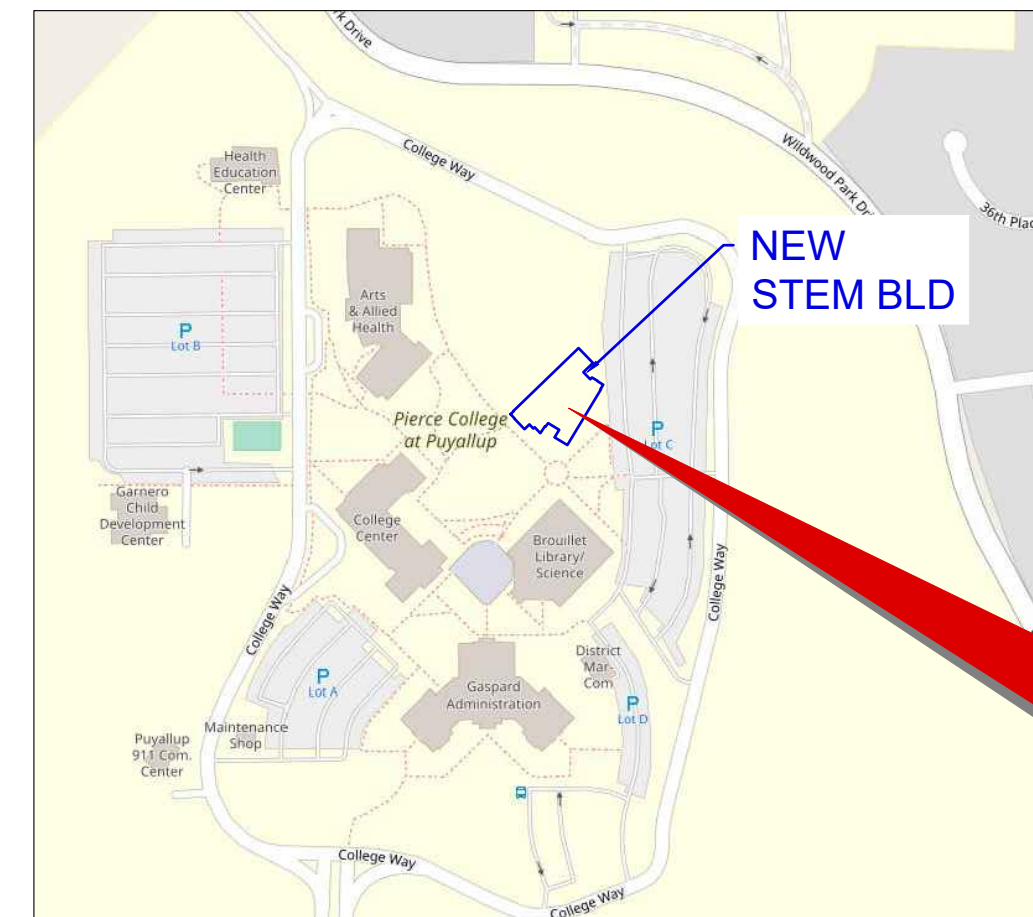 rk Drive
College Way
Wildwood Park Dri
36th Plac
Health
Education
Center
NEW
STEM BLD
Arts
& Allied
Health
P
Lot B
Pierce College
at Puyallup
P
Lot C
Garnero
Child
Development
Center
College
Center
Brouillet
Library/
Science
College Way
College Way
District
Mar-
Com
P
Lot A
Gaspard
Administration
P
Lot D
Maintenance
Shop
Puyallup
911 Com.
Center
College Way
College Way